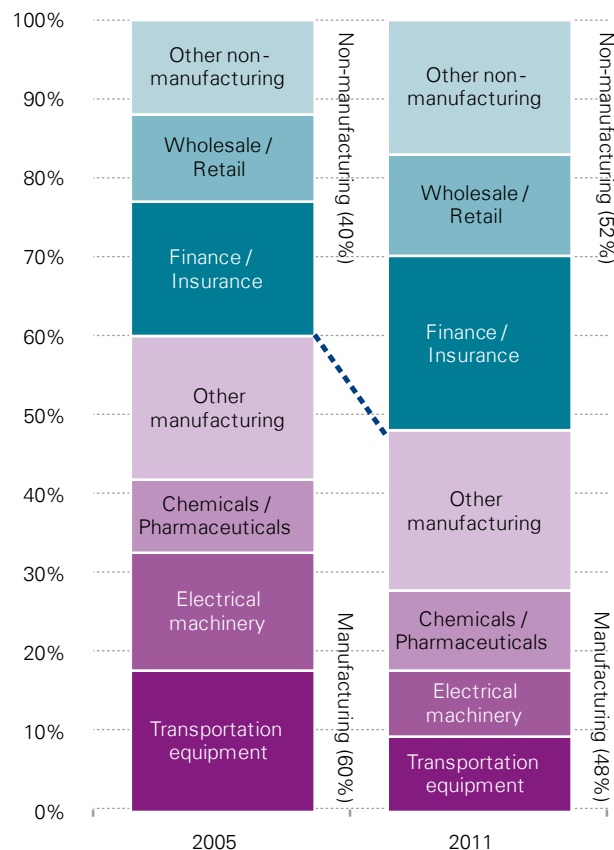 100%
90%
80%
70%
60%
50%
40%
30%
20%
10%
0%
Other non-
manufacturing
Wholesale /
Retail
Finance /
Insurance
Other
manufacturing
Chemicals /
Pharmaceuticals
Electrical
machinery
Transportation
equipment
Non-manufacturing (40%)
Manufacturing (60%)
Other non-
manufacturing
Wholesale /
Retail
Finance /
Insurance
Other
manufacturing
Chemicals /
Pharmaceuticals
Electrical
machinery
Transportation
equipment
Non-manufacturing (52%)
Manufacturing (48%)
2005
2011